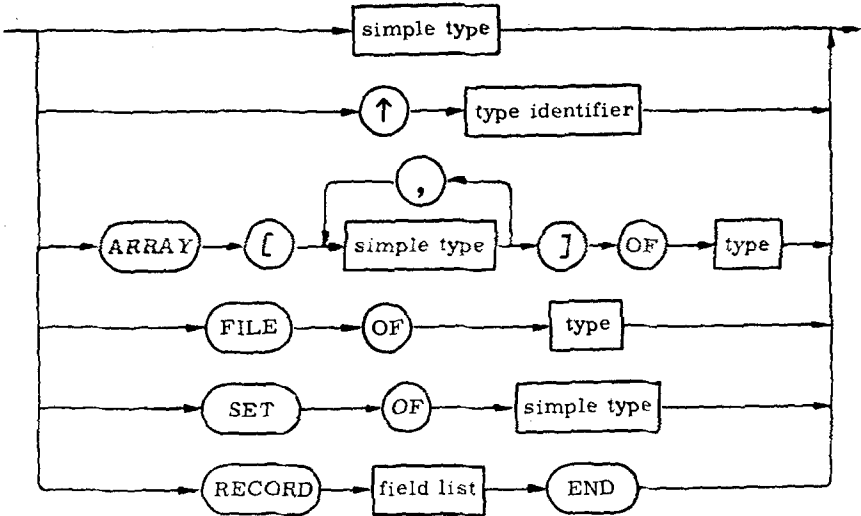 simple type
↑ type identifier
,
ARRAY [ simple type ] OF type
FILE OF type
SET OF simple type
RECORD field list END